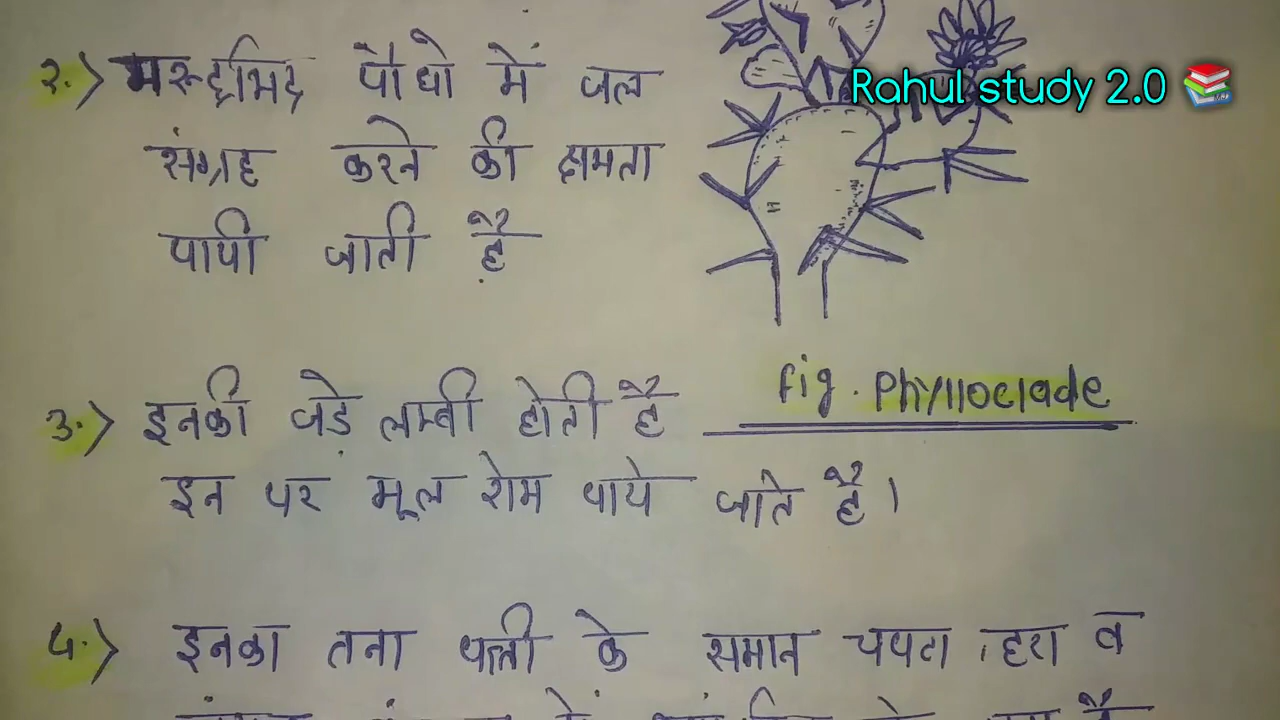 Rahul study 2.0
२.) मरूद्भिद पौधो में जल
संग्रह करने की क्षमता
पायी जाती है
fig. Phylloclade
3.) इनकी जड़े लम्बी होती है
इन पर मूल रोम पाये जाते है।
4.) इनका तना पत्ती के समान चपटा, हरा व